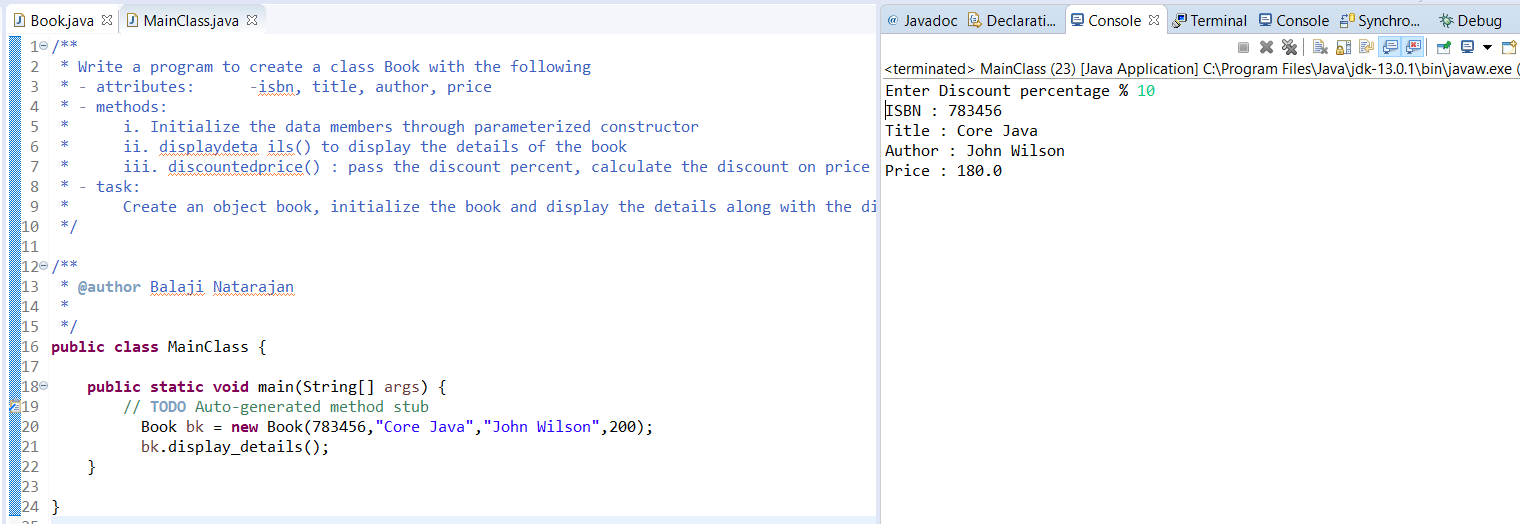 Book.java MainClass.java
1 /**
2 * Write a program to create a class Book with the following
3 * - attributes: -isbn, title, author, price
4 * - methods:
5 * i. Initialize the data members through parameterized constructor
6 * ii. displaydeta ils() to display the details of the book
7 * iii. discountedprice() : pass the discount percent, calculate the discount on price
8 * - task:
9 * Create an object book, initialize the book and display the details along with the di
10 */
11
12 /**
13 * @author Balaji Natarajan
14 *
15 */
16 public class MainClass {
17
18 public static void main(String[] args) {
19 // TODO Auto-generated method stub
20 Book bk = new Book(783456,"Core Java","John Wilson",200);
21 bk.display_details();
22 }
23
24 }
25
@ Javadoc Declarati... Console Terminal Console Synchro... Debug
<terminated> MainClass (23) [Java Application] C:\Program Files\Java\jdk-13.0.1\bin\javaw.exe (
Enter Discount percentage % 10
ISBN : 783456
Title : Core Java
Author : John Wilson
Price : 180.0